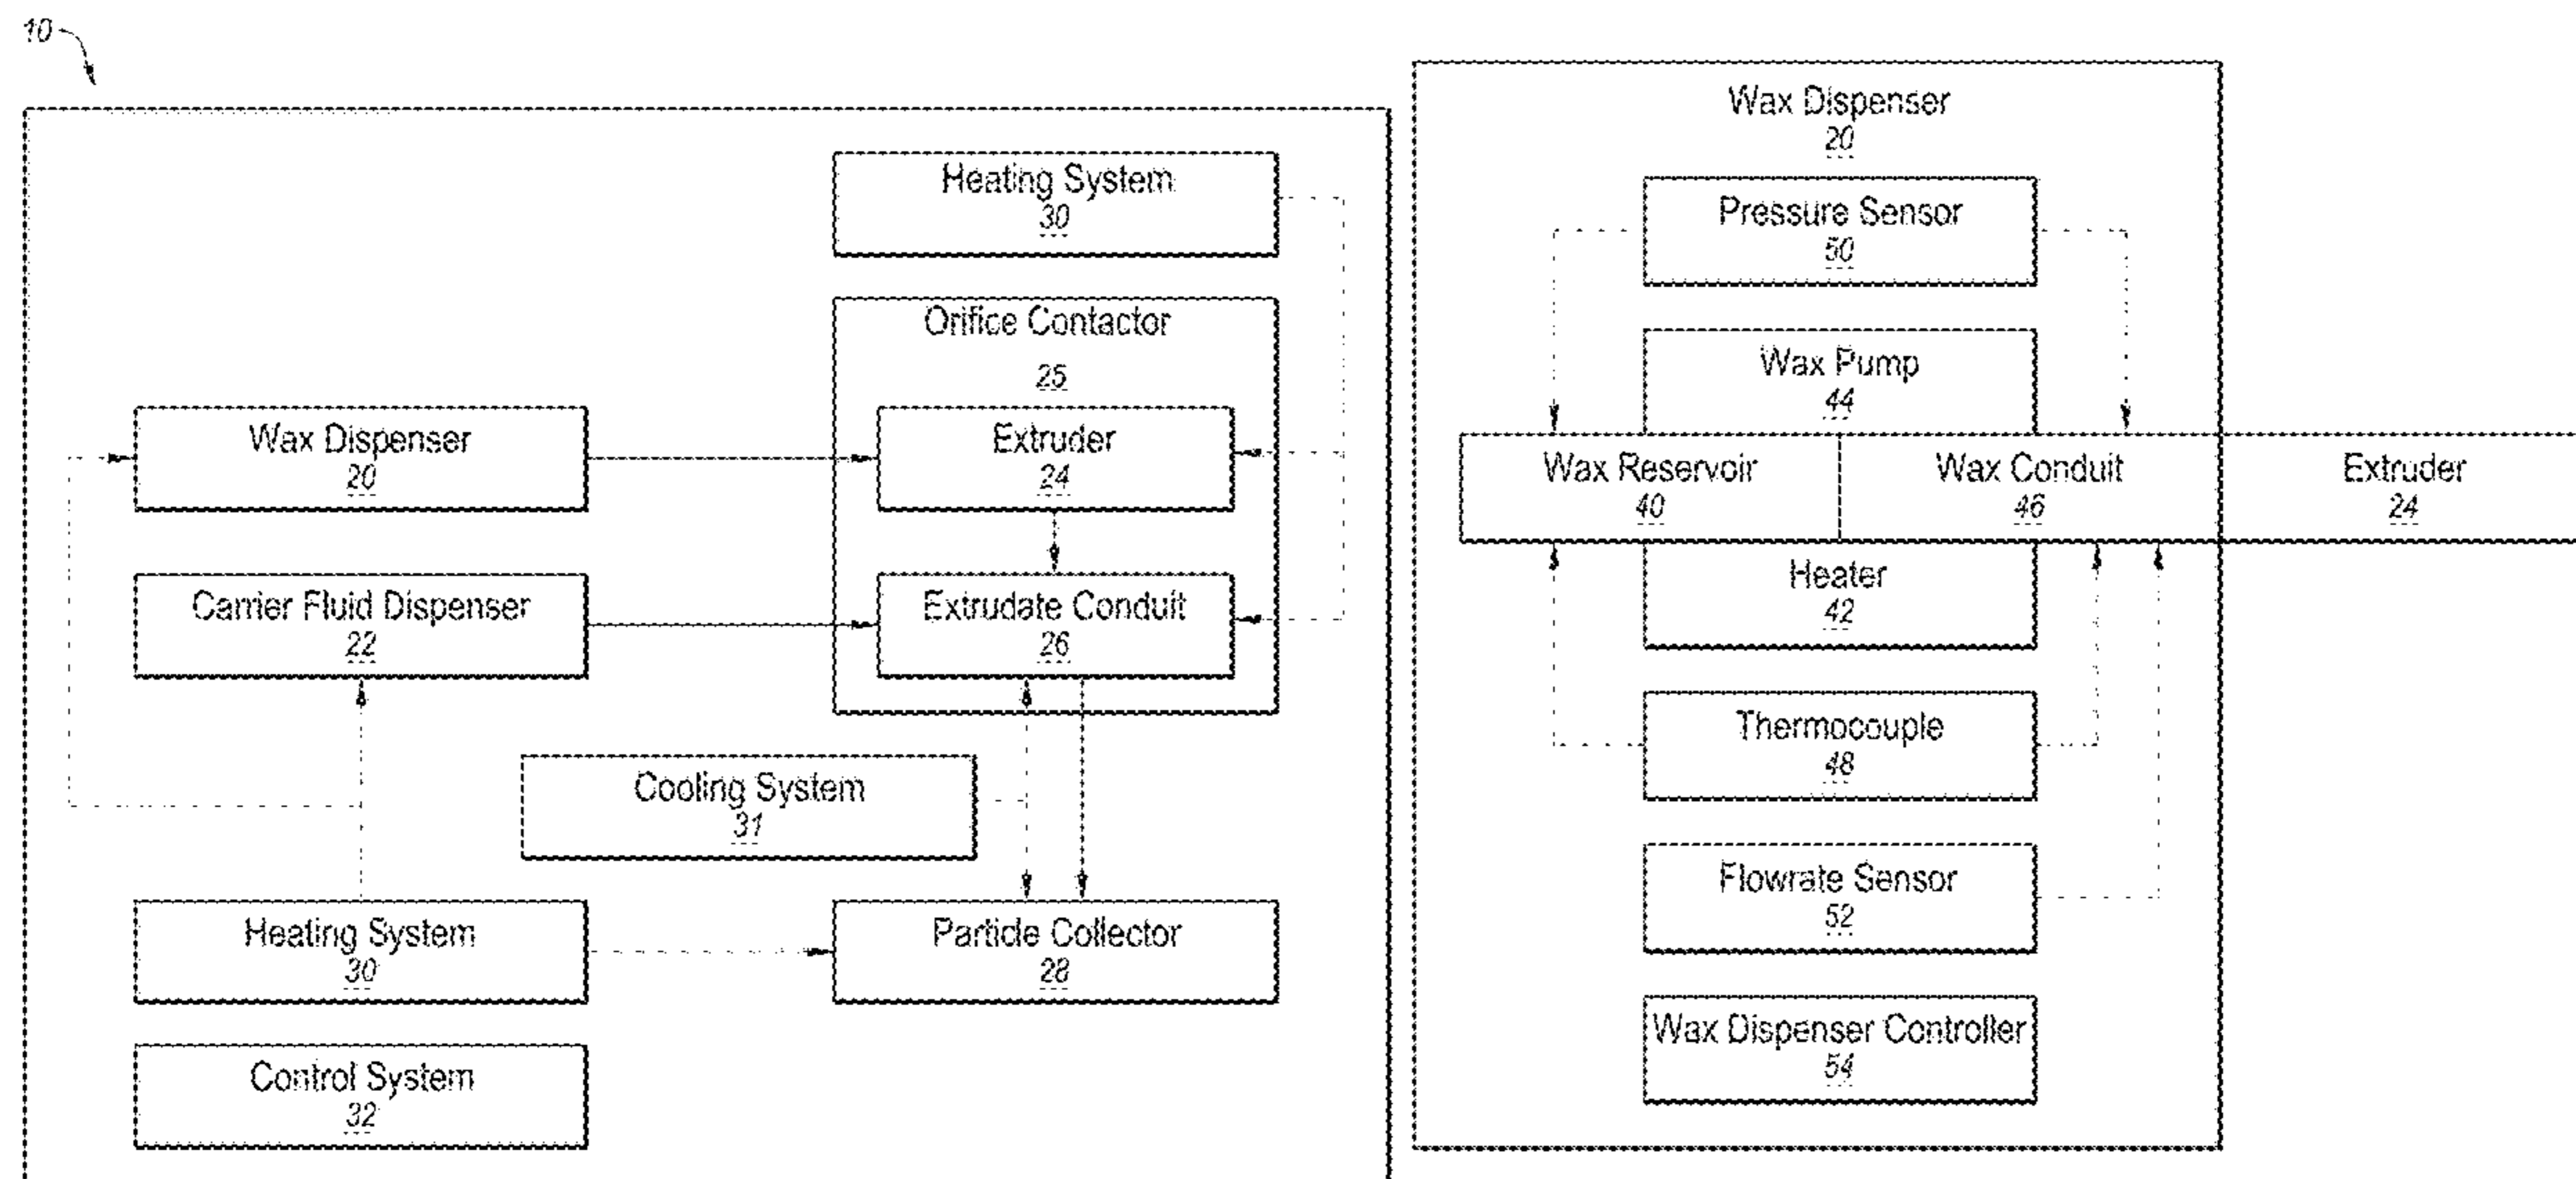 10
Heating System
30
Orifice Contactor
25
Wax Dispenser
20
Extruder
24
Carrier Fluid Dispenser
22
Extrudate Conduit
26
Cooling System
31
Heating System
30
Particle Collector
28
Control System
32
Wax Dispenser
20
Pressure Sensor
50
Wax Pump
44
Wax Reservoir
40
Wax Conduit
46
Extruder
24
Heater
42
Thermocouple
48
Flowrate Sensor
52
Wax Dispenser Controller
54